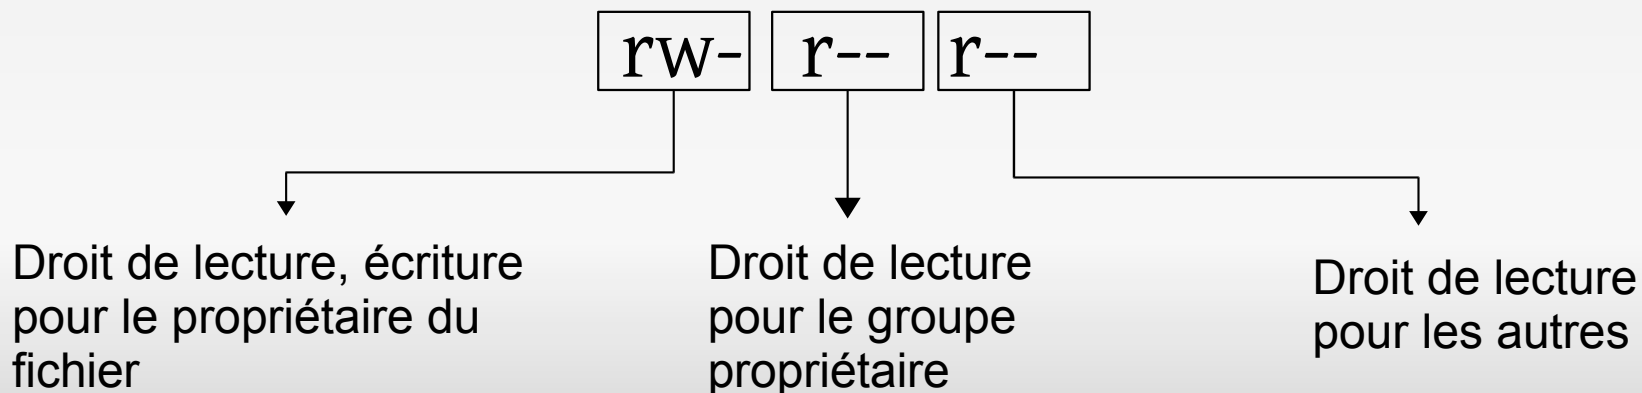 rw- r-- r--
Droit de lecture, écriture
pour le propriétaire du
fichier
Droit de lecture
pour le groupe
propriétaire
Droit de lecture
pour les autres